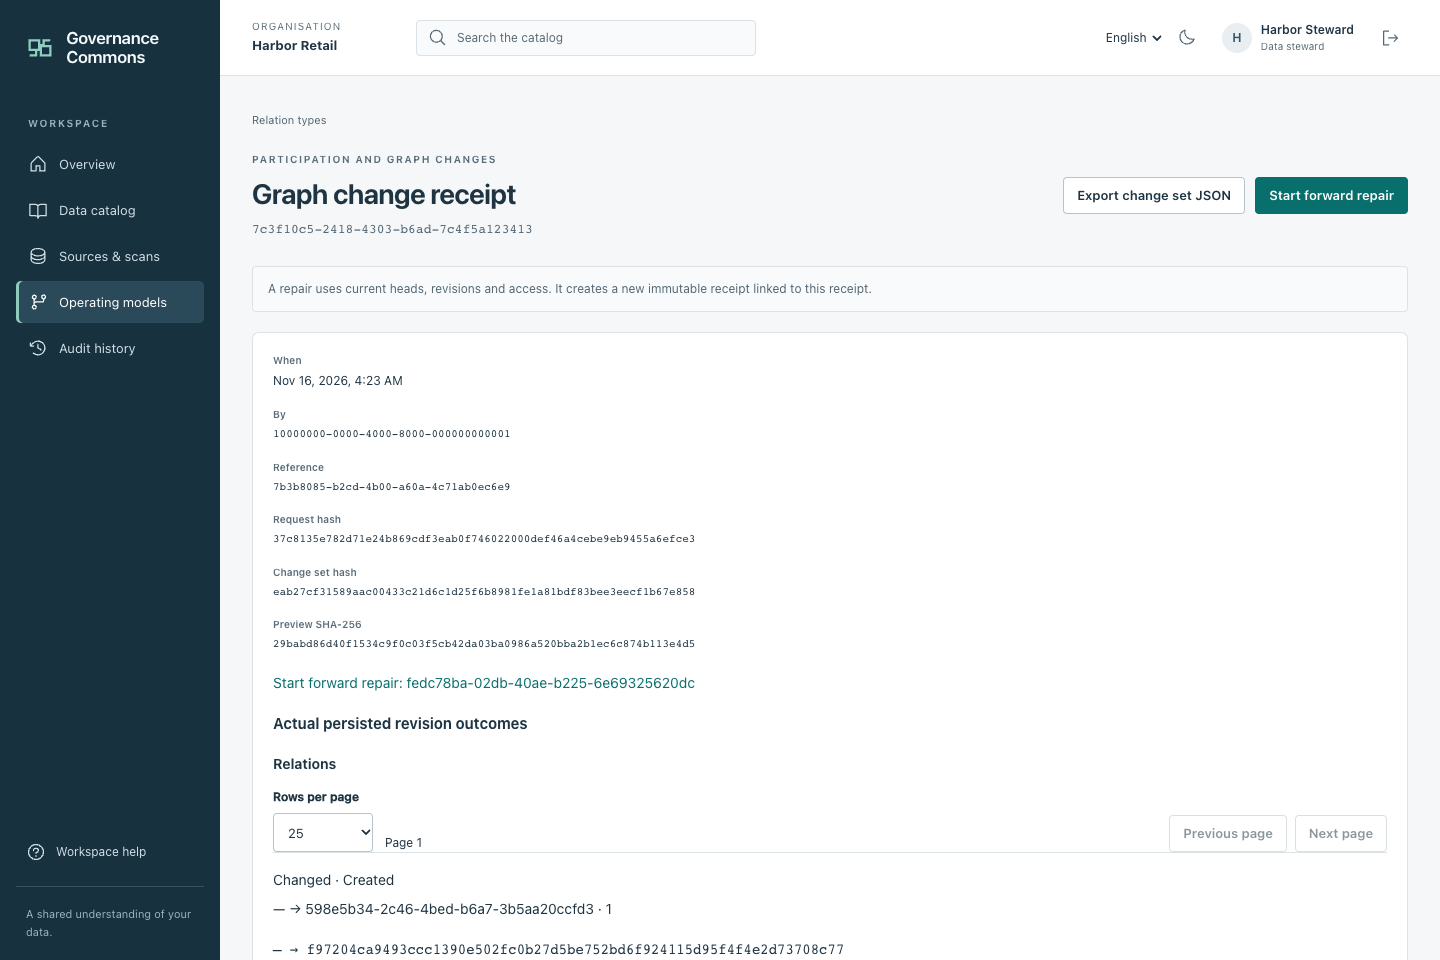 Governance
Commons
WORKSPACE
Overview
Data catalog
Sources & scans
Operating models
Audit history
Workspace help
A shared understanding of your
data.
ORGANISATION
Harbor Retail
Search the catalog
English
H
Harbor Steward
Data steward
Relation types
PARTICIPATION AND GRAPH CHANGES
Graph change receipt
7c3f10c5-2418-4303-b6ad-7c4f5a123413
Export change set JSON
Start forward repair
A repair uses current heads, revisions and access. It creates a new immutable receipt linked to this receipt.
When
Nov 16, 2026, 4:23 AM
By
10000000-0000-4000-8000-000000000001
Reference
7b3b8085-b2cd-4b00-a60a-4c71ab0ec6e9
Request hash
37c8135e782d71e24b869cdf3eab0f746022000def46a4cebe9eb9455a6efce3
Change set hash
eab27cf31589aac00433c21d6c1d25f6b8981fe1a81bdf83bee3eecf1b67e858
Preview SHA-256
29babd86d40f1534c9f0c03f5cb42da03ba0986a520bba2b1ec6c874b113e4d5
Start forward repair: fedc78ba-02db-40ae-b225-6e69325620dc
Actual persisted revision outcomes
Relations
Rows per page
25
Page 1
Previous page
Next page
Changed · Created
— → 598e5b34-2c46-4bed-b6a7-3b5aa20ccfd3 · 1
— → f97204ca9493ccc1390e502fc0b27d5be752bd6f924115d95f4f4e2d73708c77